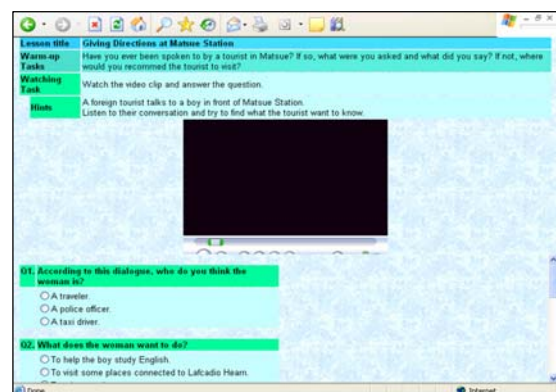 Lesson title Giving Directions at Matsue Station
Warm-up Tasks Have you ever been spoken to by a tourist in Matsue? If so, what were you asked and what did you say? If not, where
would you recommed the tourist to visit?
Watching Task Watch the video clip and answer the question.
Hints A foreign tourist talks to a boy in front of Matsue Station.
Listen to their conversation and try to find what the tourist want to know.
Q1. According to this dialogue, who do you think the
woman is?
A traveler.
A police officer.
A taxi driver.
Q2. What does the woman want to do?
To help the boy study English.
To visit some places connected to Lafcadio Hearn.
Done
Internet